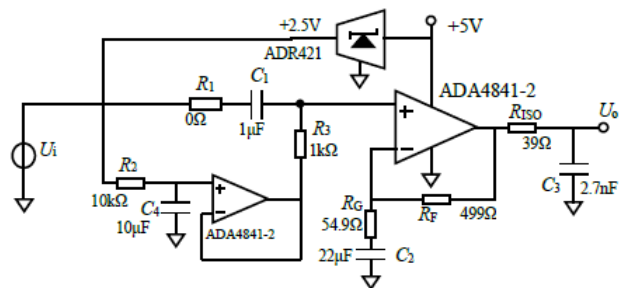 +2.5V
+5V
ADR421
ADA4841-2
R1
C1
0Ω
1μF
R3
1kΩ
RISO
39Ω
Uo
Ui
R2
10kΩ
C4
10μF
ADA4841-2
RG
54.9Ω
RF
499Ω
C3
2.7nF
22μF
C2